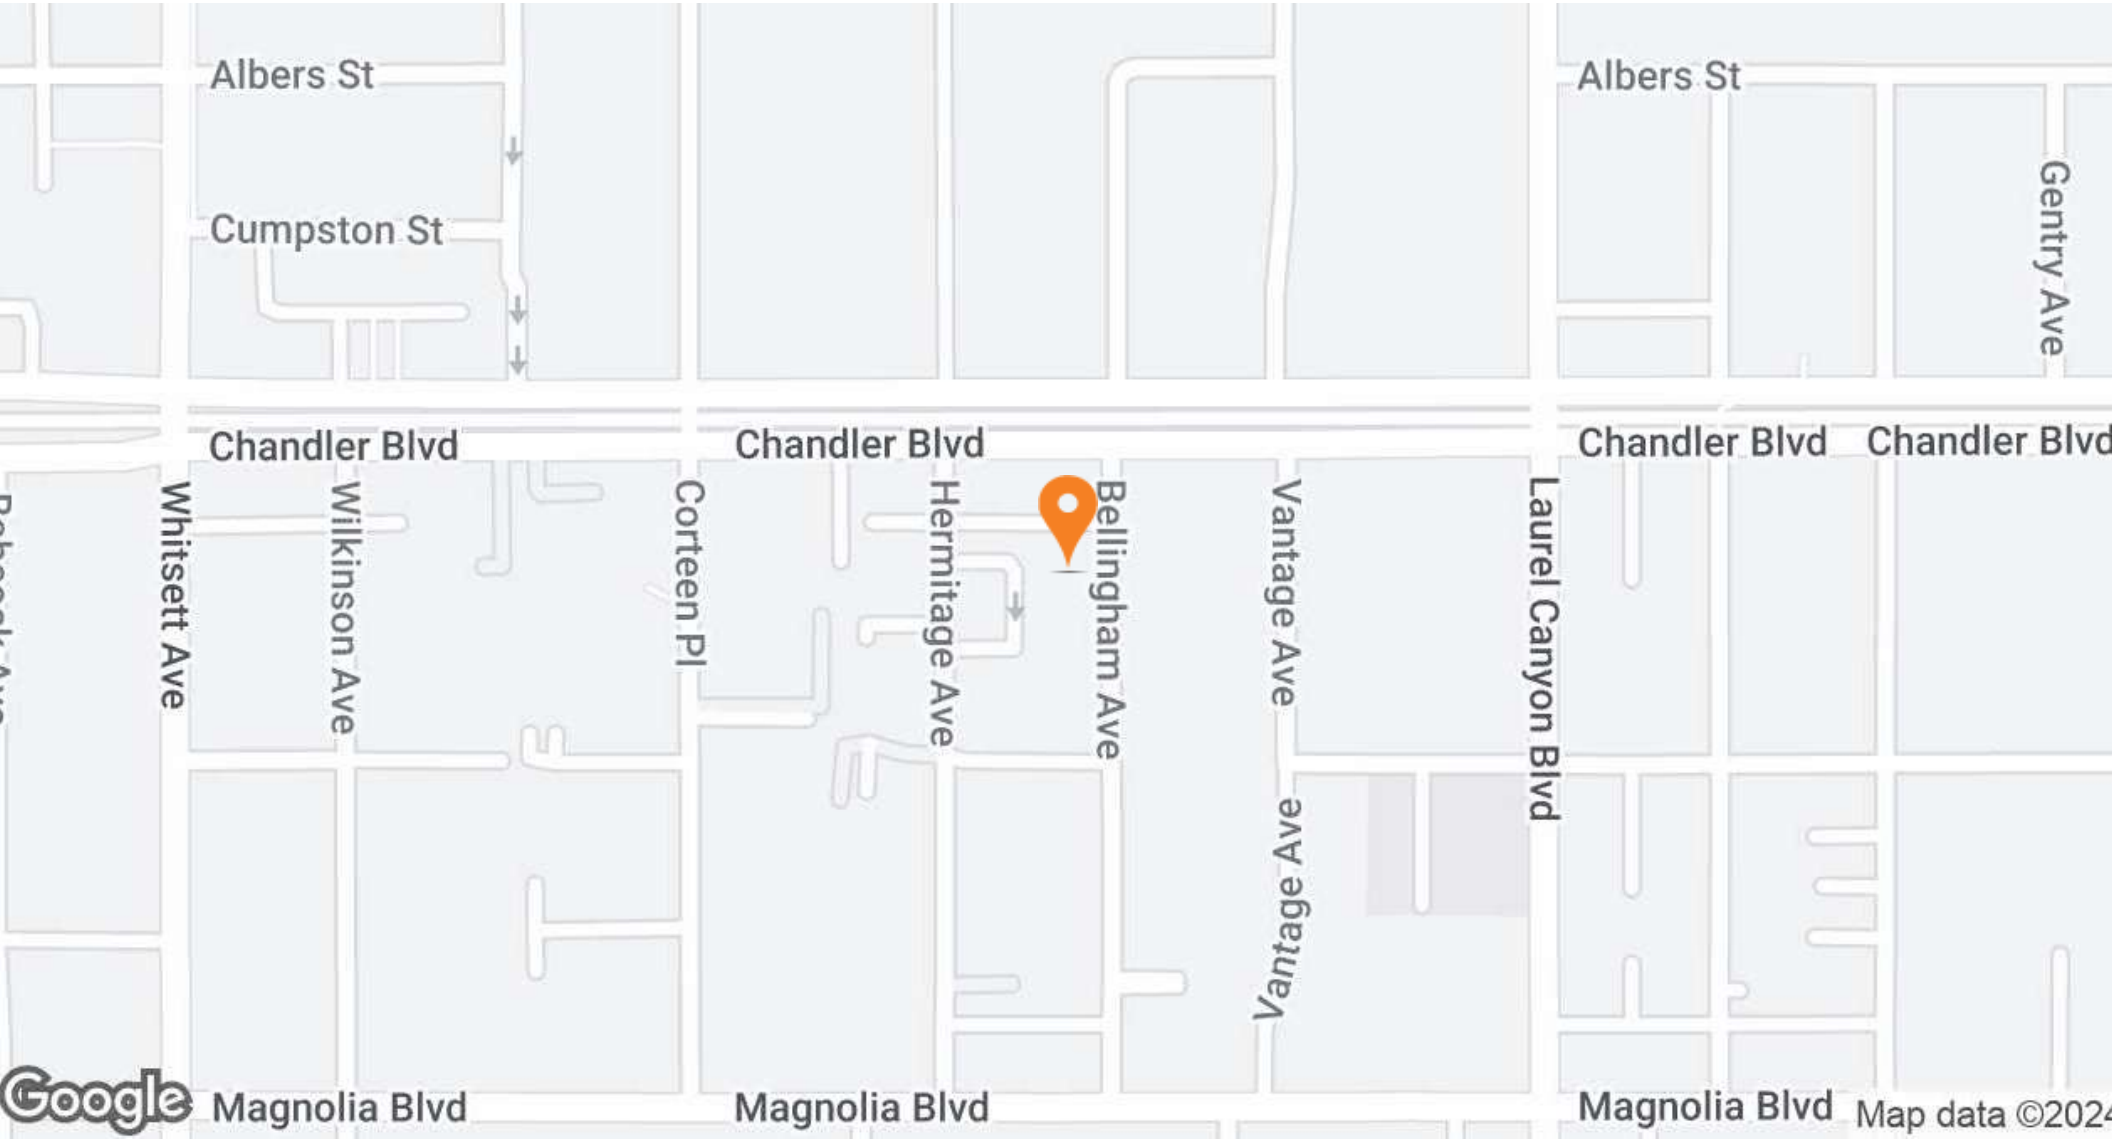 Albers St
Albers St
Cumpston St
Gentry Ave
Chandler Blvd
Chandler Blvd
Chandler Blvd
Chandler Blvd
Whitsett Ave
Wilkinson Ave
Corteen Pl
Hermitage Ave
Bellingham Ave
Vantage Ave
Laurel Canyon Blvd
Vantage Ave
Google
Magnolia Blvd
Magnolia Blvd
Magnolia Blvd
Map data ©2024